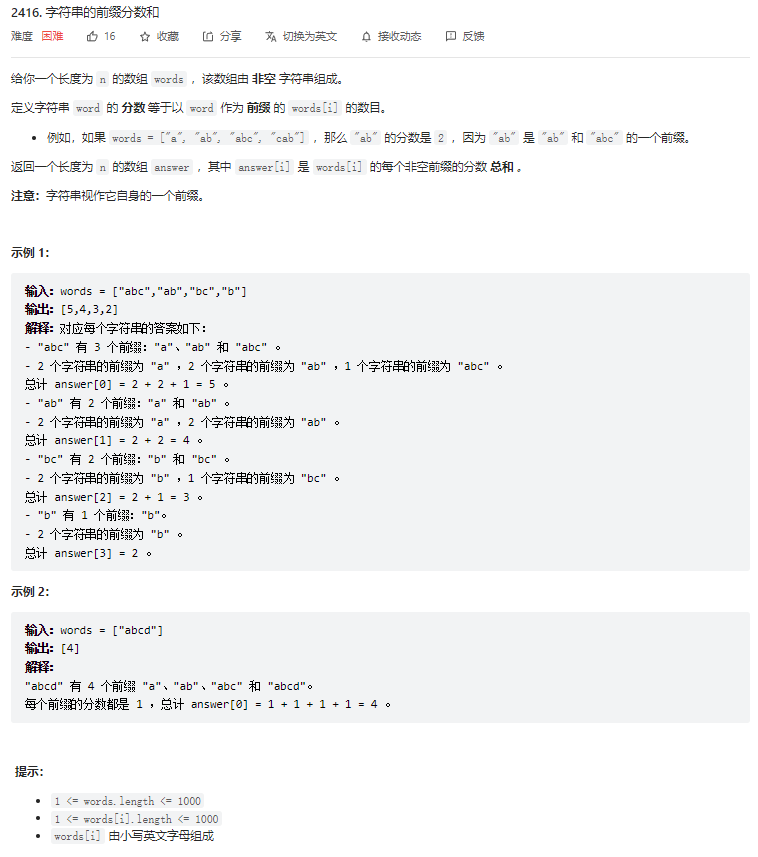 2416. 字符串的前缀分数和
难度 困难 16 收藏 分享 切换为英文 接收动态 反馈
给你一个长度为 n 的数组 words ，该数组由 非空 字符串组成。
定义字符串 word 的 分数 等于以 word 作为 前缀 的 words[i] 的数目。
• 例如，如果 words = ["a", "ab", "abc", "cab"] ，那么 "ab" 的分数是 2 ，因为 "ab" 是 "ab" 和 "abc" 的一个前缀。
返回一个长度为 n 的数组 answer ，其中 answer[i] 是 words[i] 的每个非空前缀的分数 总和 。
注意：字符串视作它自身的一个前缀。
示例 1：
输入：words = ["abc","ab","bc","b"]
输出：[5,4,3,2]
解释：对应每个字符串的答案如下：
- "abc" 有 3 个前缀："a"、"ab" 和 "abc" 。
- 2 个字符串的前缀为 "a" ，2 个字符串的前缀为 "ab" ，1 个字符串的前缀为 "abc" 。
总计 answer[0] = 2 + 2 + 1 = 5 。
- "ab" 有 2 个前缀："a" 和 "ab" 。
- 2 个字符串的前缀为 "a" ，2 个字符串的前缀为 "ab" 。
总计 answer[1] = 2 + 2 = 4 。
- "bc" 有 2 个前缀："b" 和 "bc" 。
- 2 个字符串的前缀为 "b" ，1 个字符串的前缀为 "bc" 。
总计 answer[2] = 2 + 1 = 3 。
- "b" 有 1 个前缀："b"。
- 2 个字符串的前缀为 "b" 。
总计 answer[3] = 2 。
示例 2：
输入：words = ["abcd"]
输出：[4]
解释：
"abcd" 有 4 个前缀 "a"、"ab"、"abc" 和 "abcd"。
每个前缀的分数都是 1 ，总计 answer[0] = 1 + 1 + 1 + 1 = 4 。
提示：
• 1 <= words.length <= 1000
• 1 <= words[i].length <= 1000
• words[i] 由小写英文字母组成